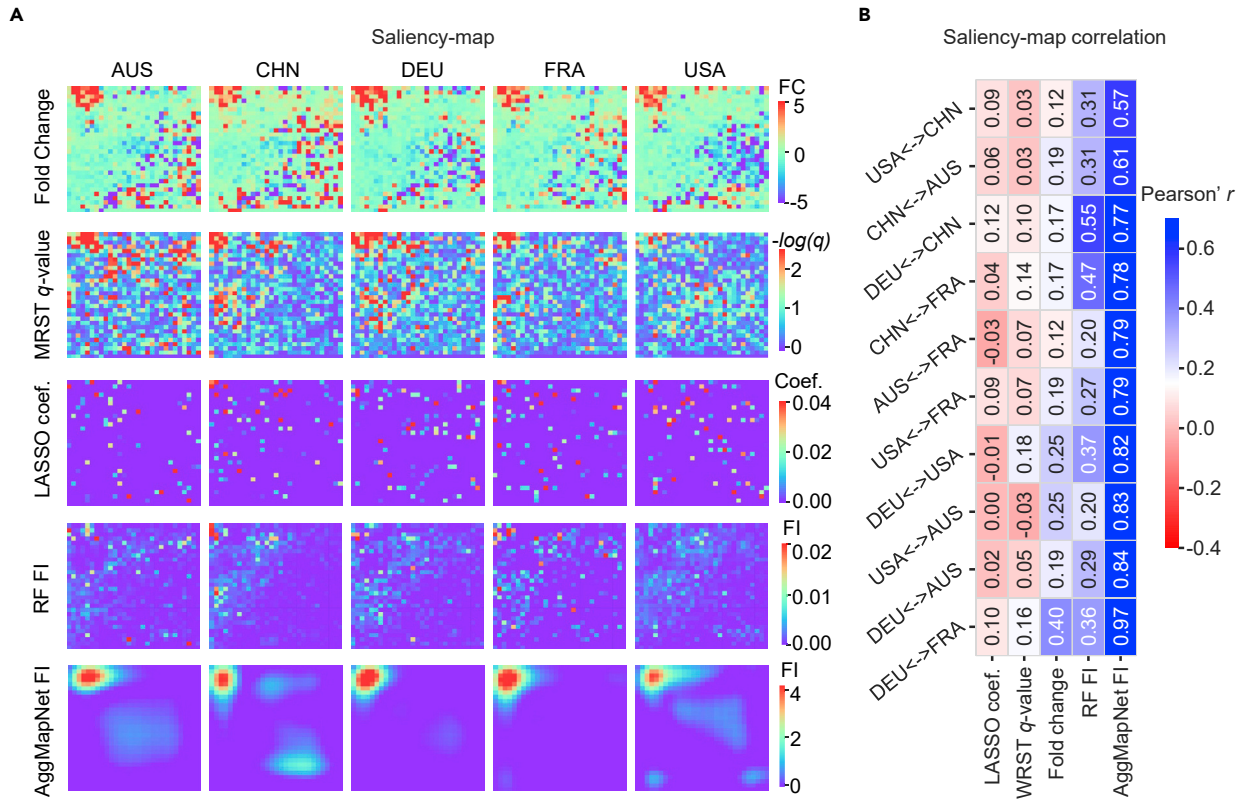 A
Saliency-map
AUS CHN DEU FRA USA
Fold Change
FC
5
0
-5
MRST q-value
-log(q)
2
1
0
LASSO coef.
Coef.
0.04
0.02
0.00
RF FI
FI
0.02
0.01
0.00
AggMapNet FI
FI
4
2
0
B
Saliency-map correlation
USA<->CHN 0.09 0.03 0.12 0.31 0.57
CHN<->AUS 0.06 0.03 0.19 0.31 0.61
DEU<->CHN 0.12 0.10 0.17 0.55 0.77
CHN<->FRA 0.04 0.14 0.17 0.47 0.78
AUS<->FRA -0.03 0.07 0.12 0.20 0.79
USA<->FRA 0.09 0.07 0.19 0.27 0.79
DEU<->USA -0.01 0.18 0.25 0.37 0.82
USA<->AUS 0.00 -0.03 0.25 0.20 0.83
DEU<->AUS 0.02 0.05 0.19 0.29 0.84
DEU<->FRA 0.10 0.16 0.40 0.36 0.97
LASSO coef.
WRST q-value
Fold change
RF FI
AggMapNet FI
Pearson' r
0.6
0.4
0.2
0.0
-0.2
-0.4